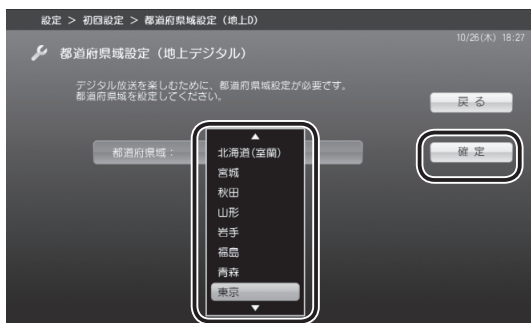 設定 > 初回設定 > 都道府県域設定（地上D）
10/26(木) 18:27
都道府県域設定（地上デジタル）
デジタル放送を楽しむために、都道府県域設定が必要です。
都道府県域を設定してください。
戻る
都道府県域：
確定
北海道(室蘭)
宮城
秋田
山形
岩手
福島
青森
東京